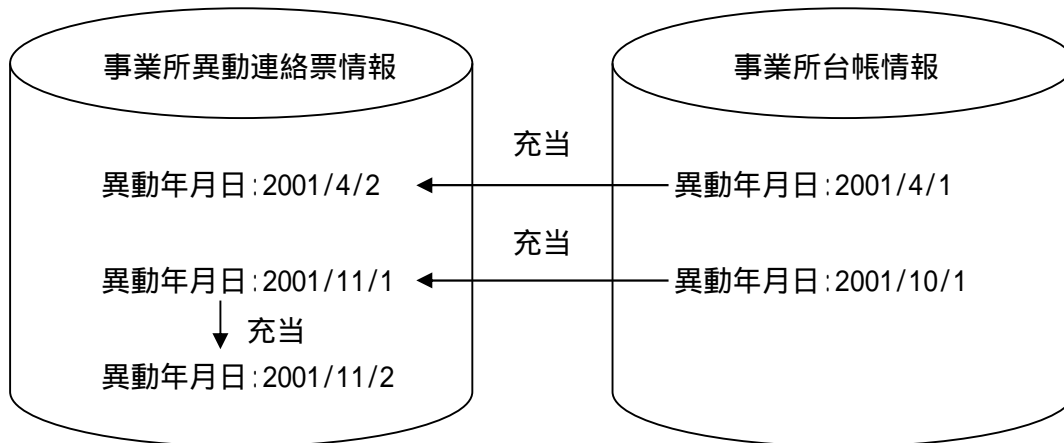 事業所異動連絡票情報
事業所台帳情報
充当
異動年月日:2001/4/2
異動年月日:2001/4/1
充当
異動年月日:2001/11/1
異動年月日:2001/10/1
充当
異動年月日:2001/11/2